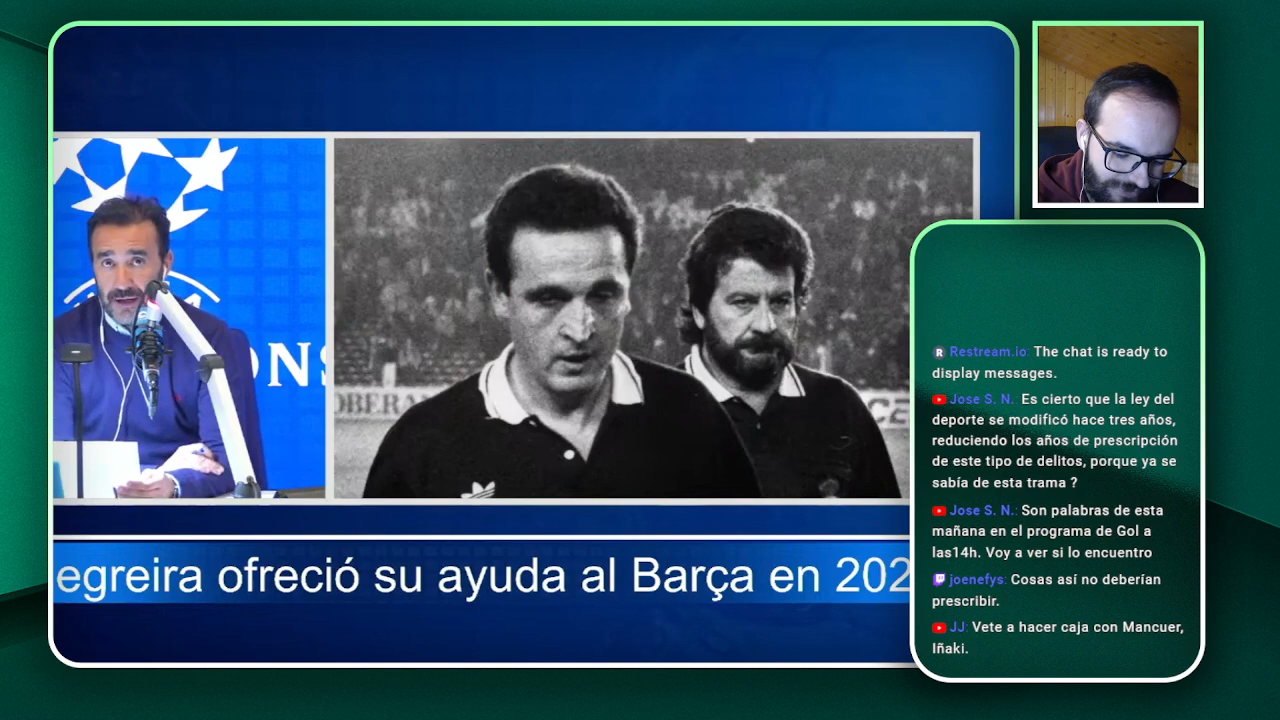 ONS
OBERA
CE
egreira ofreció su ayuda al Barça en 202
Restream.io: The chat is ready to
display messages.
Jose S. N.: Es cierto que la ley del
deporte se modificó hace tres años,
reduciendo los años de prescripción
de este tipo de delitos, porque ya se
sabía de esta trama ?
Jose S. N.: Son palabras de esta
mañana en el programa de Gol a
las14h. Voy a ver si lo encuentro
joenefys: Cosas así no deberían
prescribir.
JJ: Vete a hacer caja con Mancuer,
Iñaki.